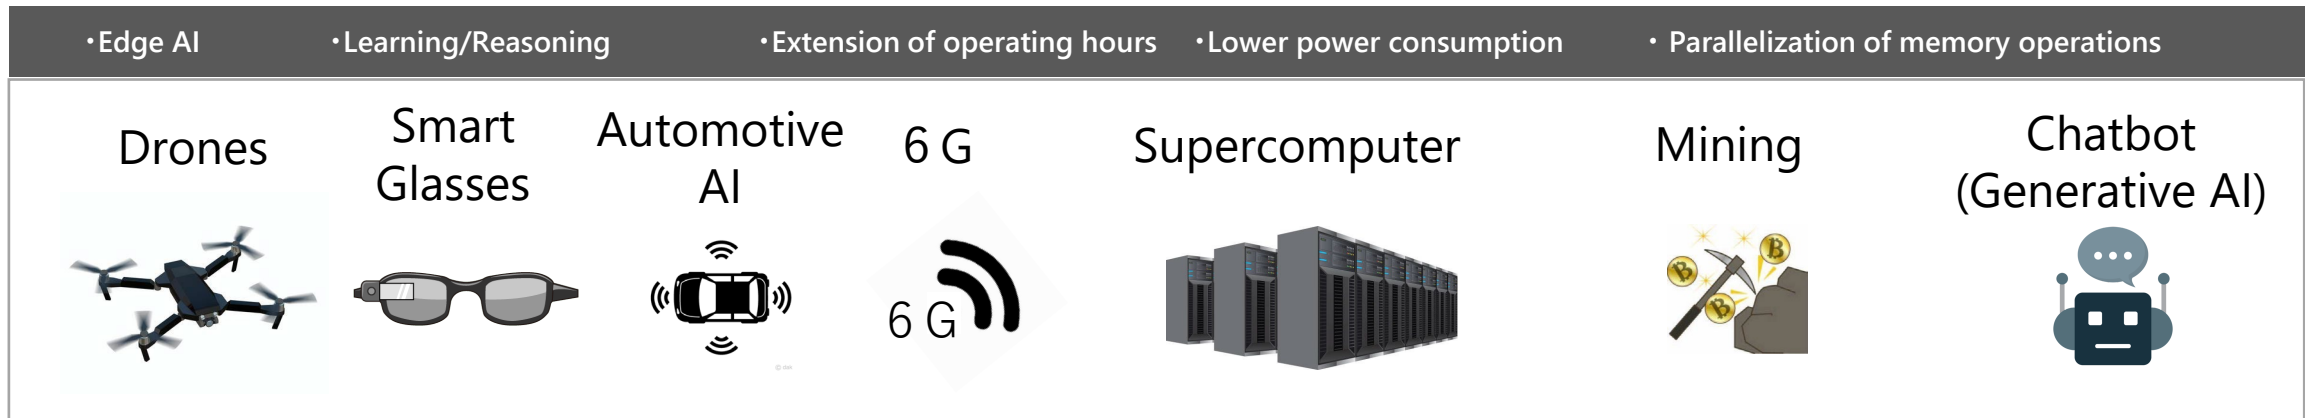 ・Edge AI ・Learning/Reasoning ・Extension of operating hours ・Lower power consumption ・ Parallelization of memory operations
Drones
Smart
Glasses
Automotive
AI
6 G
Supercomputer
Mining
Chatbot
(Generative AI)
6 G